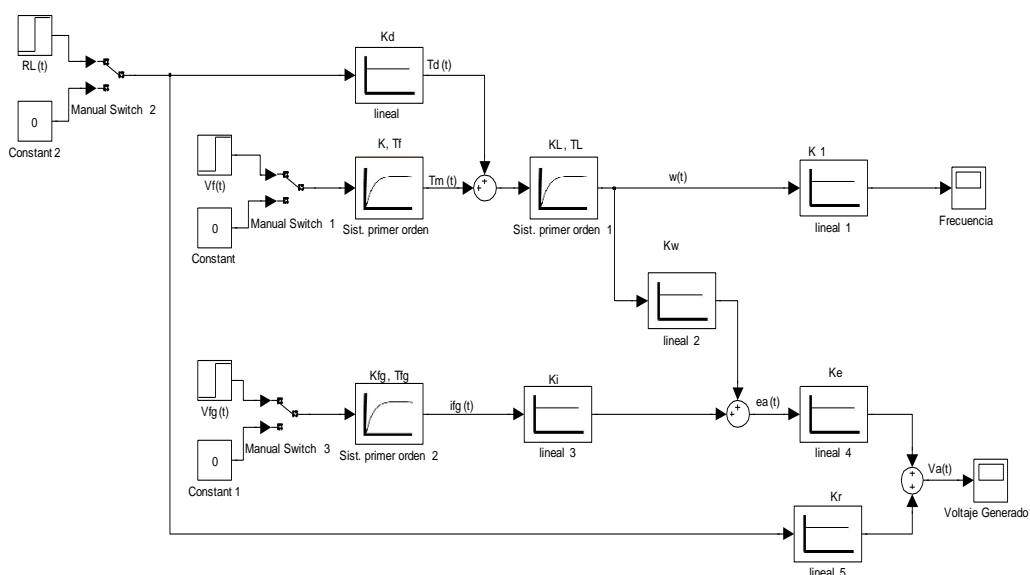 Kd
RL (t)
Td (t)
Manual Switch 2
lineal
0
Constant 2
K, Tf
KL , TL
K 1
Vf(t)
Tm (t)
+
+
w(t)
0
Manual Switch 1
Sist. primer orden
Sist. primer orden 1
lineal 1
Frecuencia
Constant
Kw
lineal 2
Kfg , Tfg
Ki
Ke
Vfg(t)
ifg (t)
+
+
ea (t)
0
Manual Switch 3
Sist. primer orden 2
lineal 3
lineal 4
Constant 1
+
+
Va(t)
Kr
Voltaje Generado
lineal 5